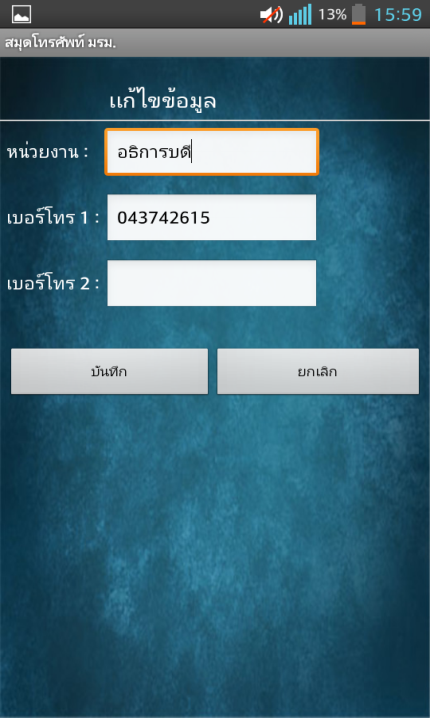 13% 15:59
สมุดโทรศัพท์ มรม.
แก้ไขข้อมูล
หน่วยงาน : อธิการบดี
เบอร์โทร 1 : 043742615
เบอร์โทร 2 :
บันทึก ยกเลิก